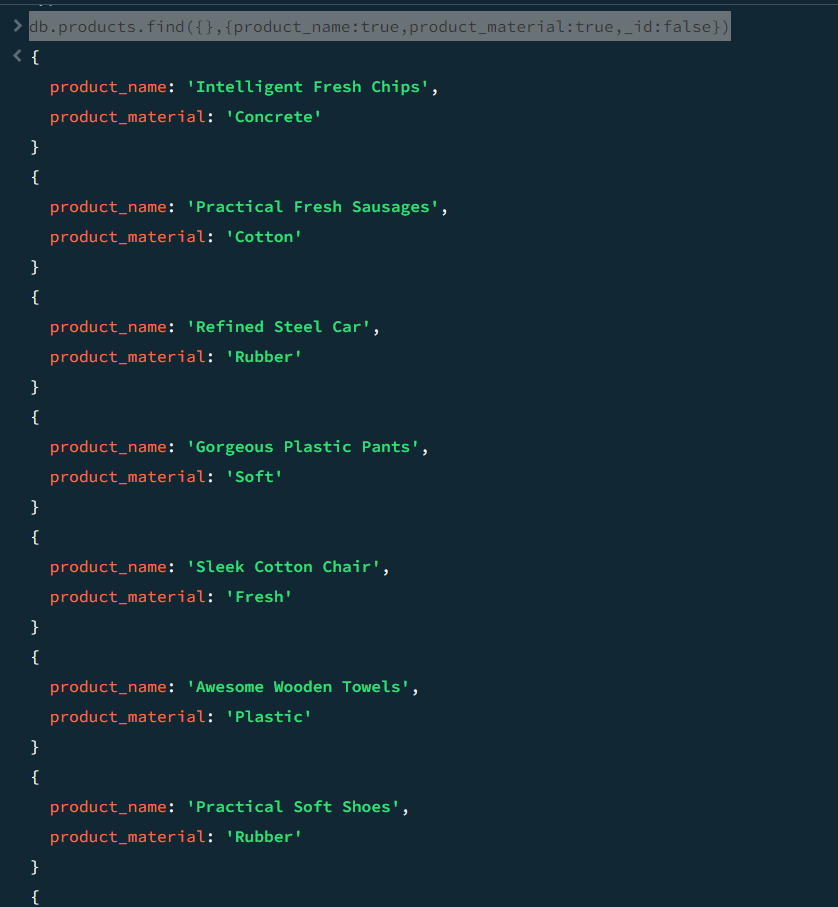 db.products.find({},{product_name:true,product_material:true,_id:false})
{
product_name: 'Intelligent Fresh Chips',
product_material: 'Concrete'
}
{
product_name: 'Practical Fresh Sausages',
product_material: 'Cotton'
}
{
product_name: 'Refined Steel Car',
product_material: 'Rubber'
}
{
product_name: 'Gorgeous Plastic Pants',
product_material: 'Soft'
}
{
product_name: 'Sleek Cotton Chair',
product_material: 'Fresh'
}
{
product_name: 'Awesome Wooden Towels',
product_material: 'Plastic'
}
{
product_name: 'Practical Soft Shoes',
product_material: 'Rubber'
}
{